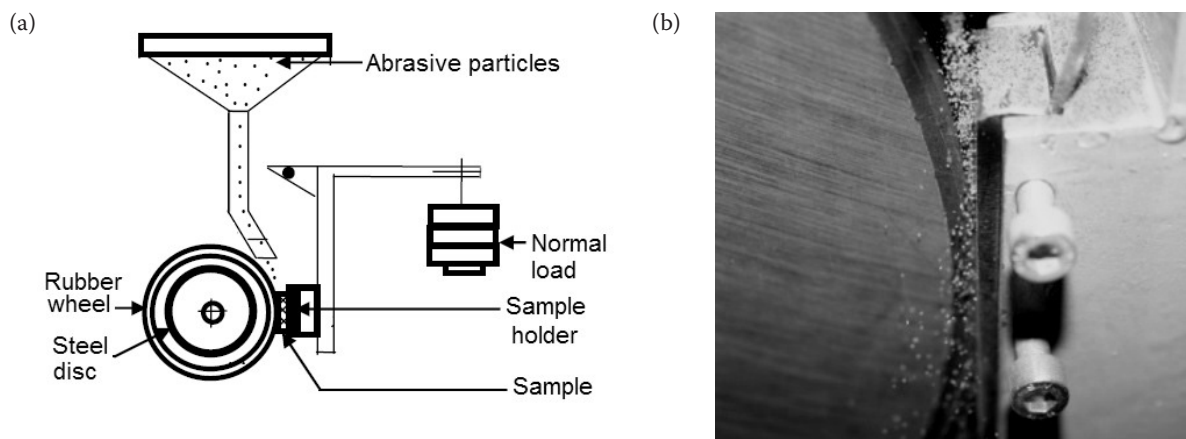 (a)
(b)
Abrasive particles
Normal
load
Rubber
wheel
Sample
holder
Steel
disc
Sample